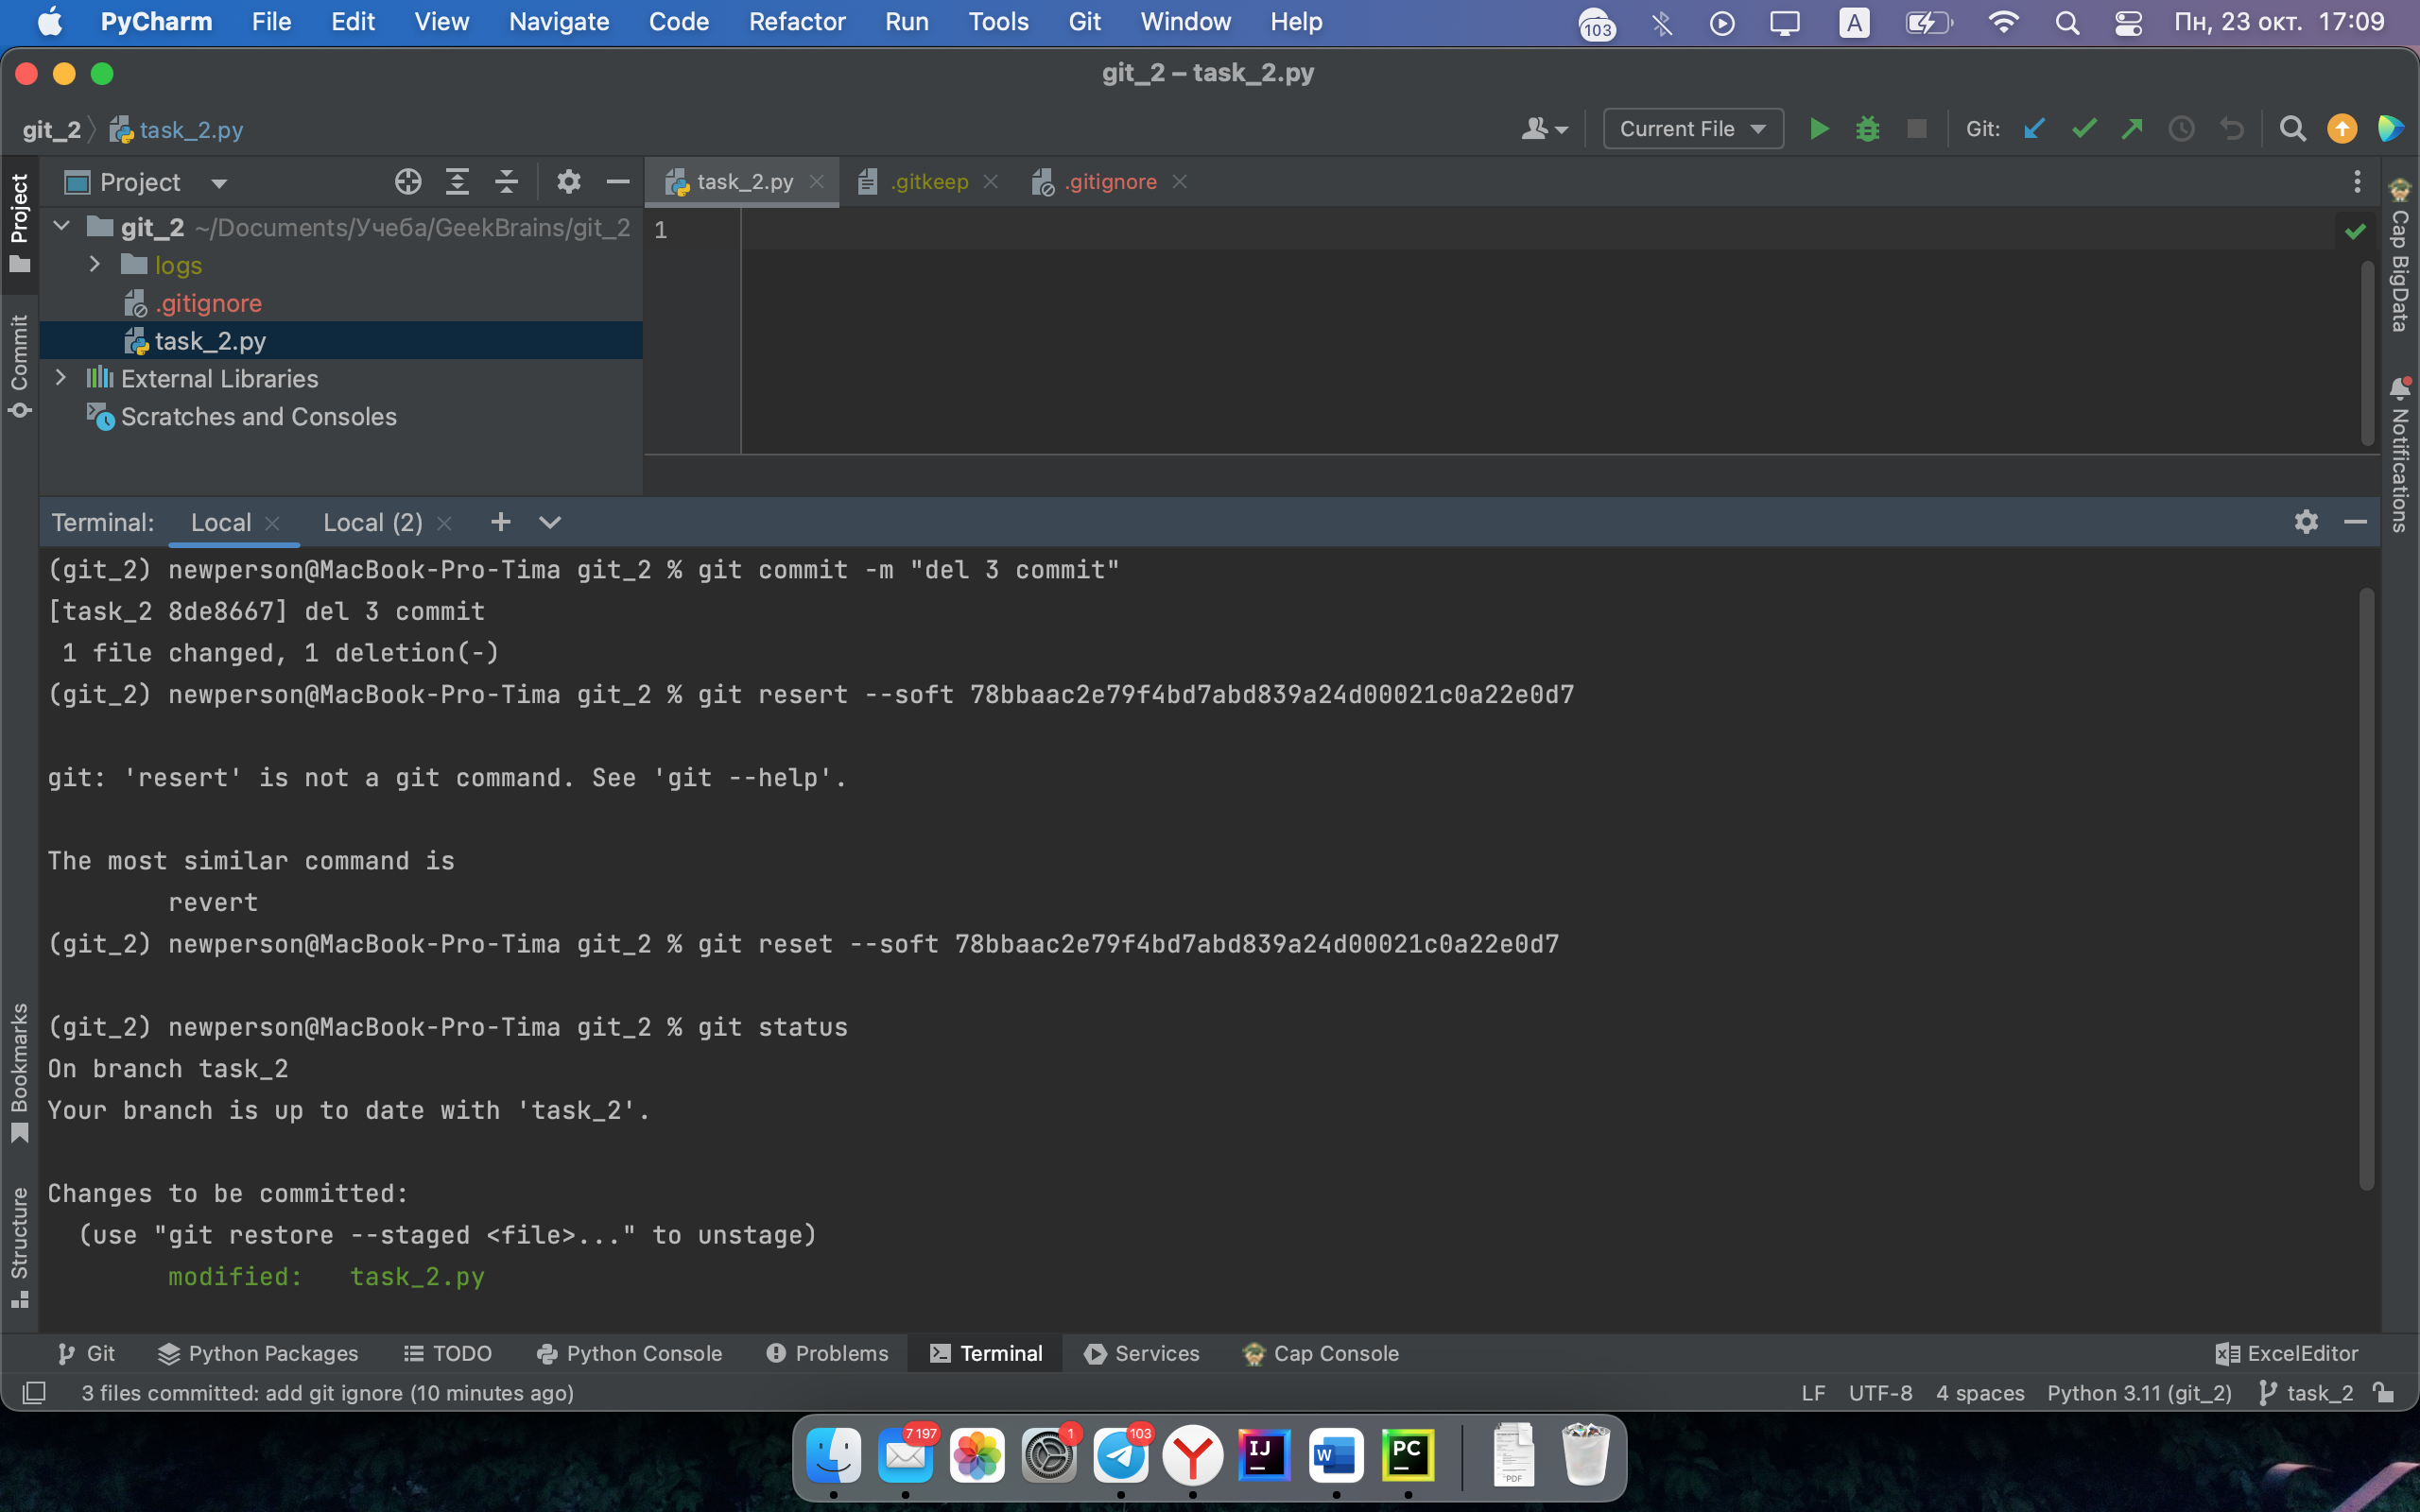 PyCharm File Edit View Navigate Code Refactor Run Tools Git Window Help 103 A Пн, 23 окт. 17:09
git_2 – task_2.py
git_2 task_2.py Current File Git:
Project Project task_2.py .gitkeep .gitignore
git_2 ~/Documents/Учеба/GeekBrains/git_2 1
logs
.gitignore
task_2.py
External Libraries
Scratches and Consoles
Commit
Cap BigData
Notifications
Terminal: Local Local (2)
(git_2) newperson@MacBook-Pro-Tima git_2 % git commit -m "del 3 commit"
[task_2 8de8667] del 3 commit
1 file changed, 1 deletion(-)
(git_2) newperson@MacBook-Pro-Tima git_2 % git resert --soft 78bbaac2e79f4bd7abd839a24d00021c0a22e0d7
git: 'resert' is not a git command. See 'git --help'.
The most similar command is
revert
(git_2) newperson@MacBook-Pro-Tima git_2 % git reset --soft 78bbaac2e79f4bd7abd839a24d00021c0a22e0d7
(git_2) newperson@MacBook-Pro-Tima git_2 % git status
On branch task_2
Your branch is up to date with 'task_2'.
Changes to be committed:
(use "git restore --staged <file>..." to unstage)
modified: task_2.py
Bookmarks
Structure
Git Python Packages TODO Python Console Problems Terminal Services Cap Console ExcelEditor
3 files committed: add git ignore (10 minutes ago) LF UTF-8 4 spaces Python 3.11 (git_2) task_2
7 197 1 103 IJ W PC PDF